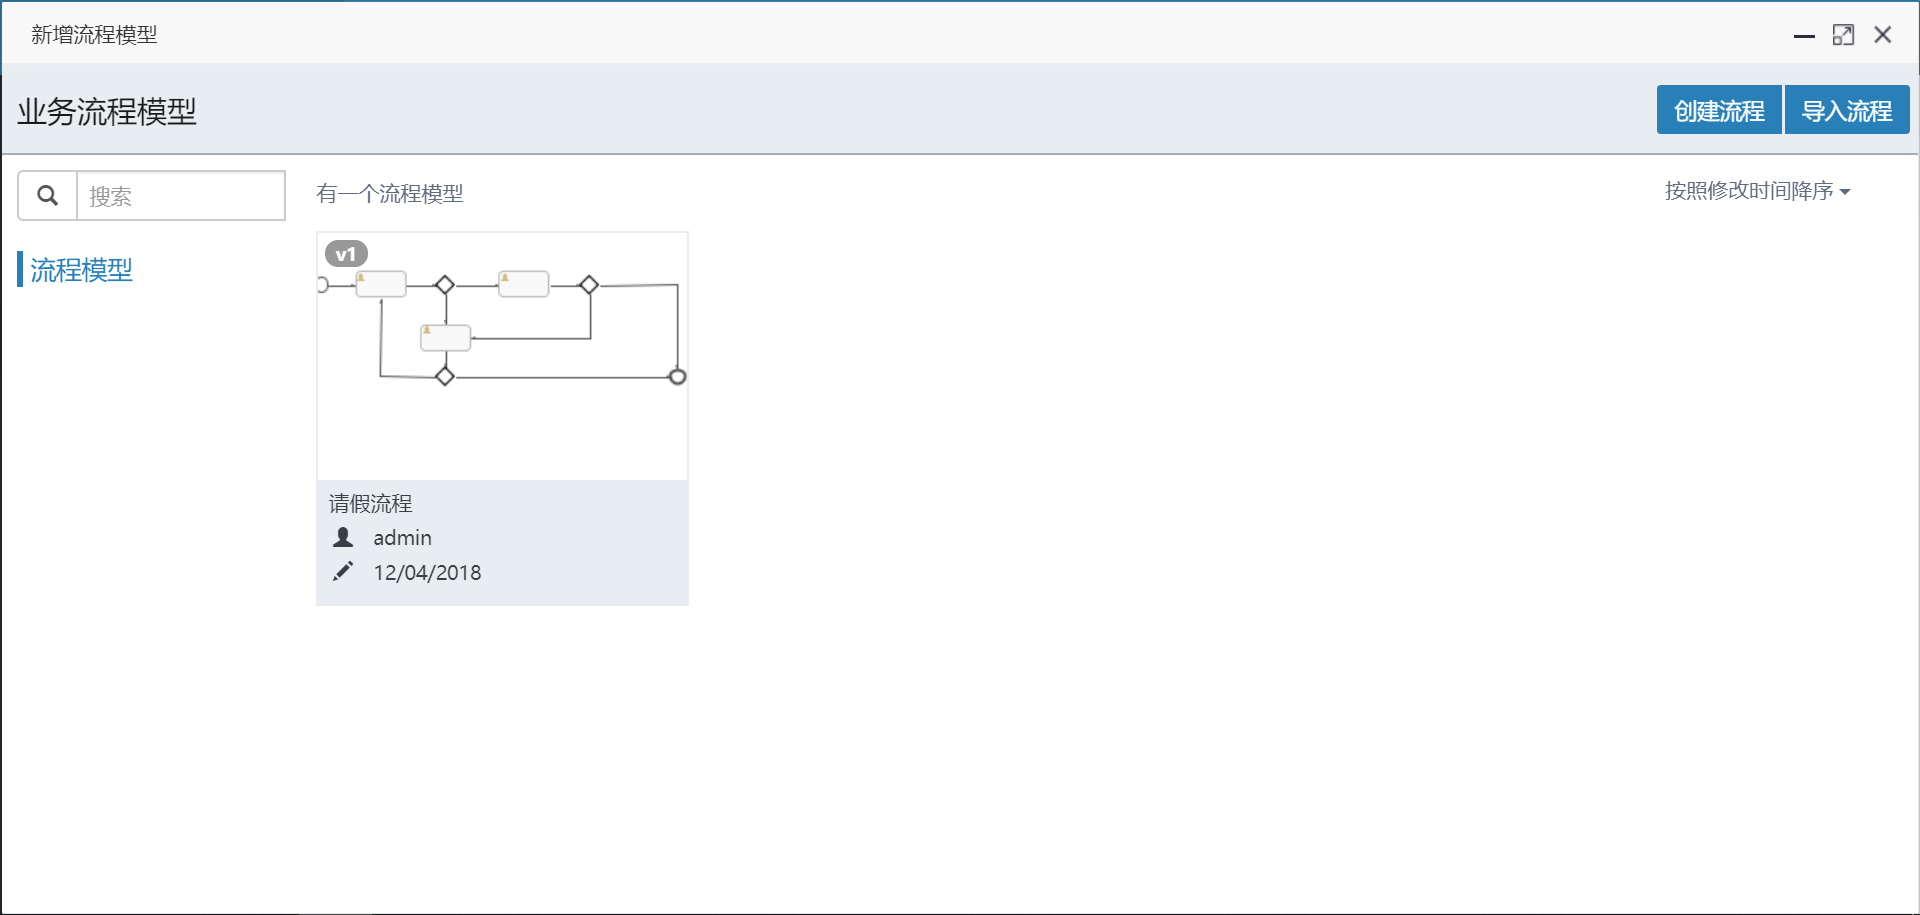 新增流程模型
业务流程模型
创建流程
导入流程
搜索
有一个流程模型
按照修改时间降序
流程模型
v1
请假流程
admin
12/04/2018